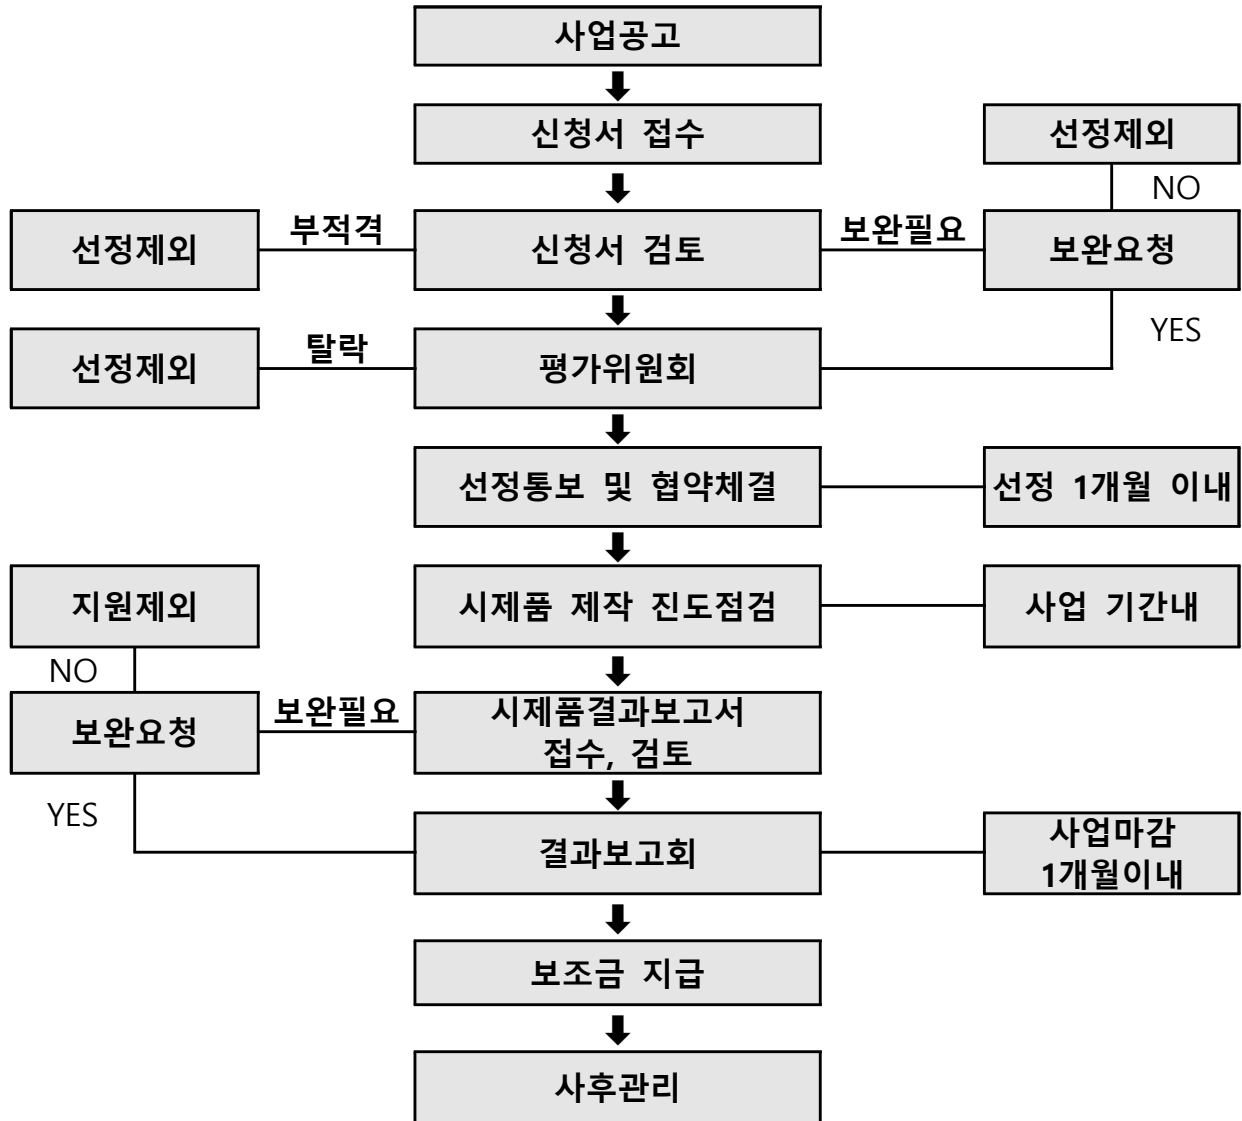 사업공고
신청서 접수
선정제외
NO
선정제외
부적격
신청서 검토
보완필요
보완요청
YES
선정제외
탈락
평가위원회
선정통보 및 협약체결
선정 1개월 이내
지원제외
시제품 제작 진도점검
사업 기간내
NO
보완요청
보완필요
시제품결과보고서
접수, 검토
YES
결과보고회
사업마감
1개월이내
보조금 지급
사후관리